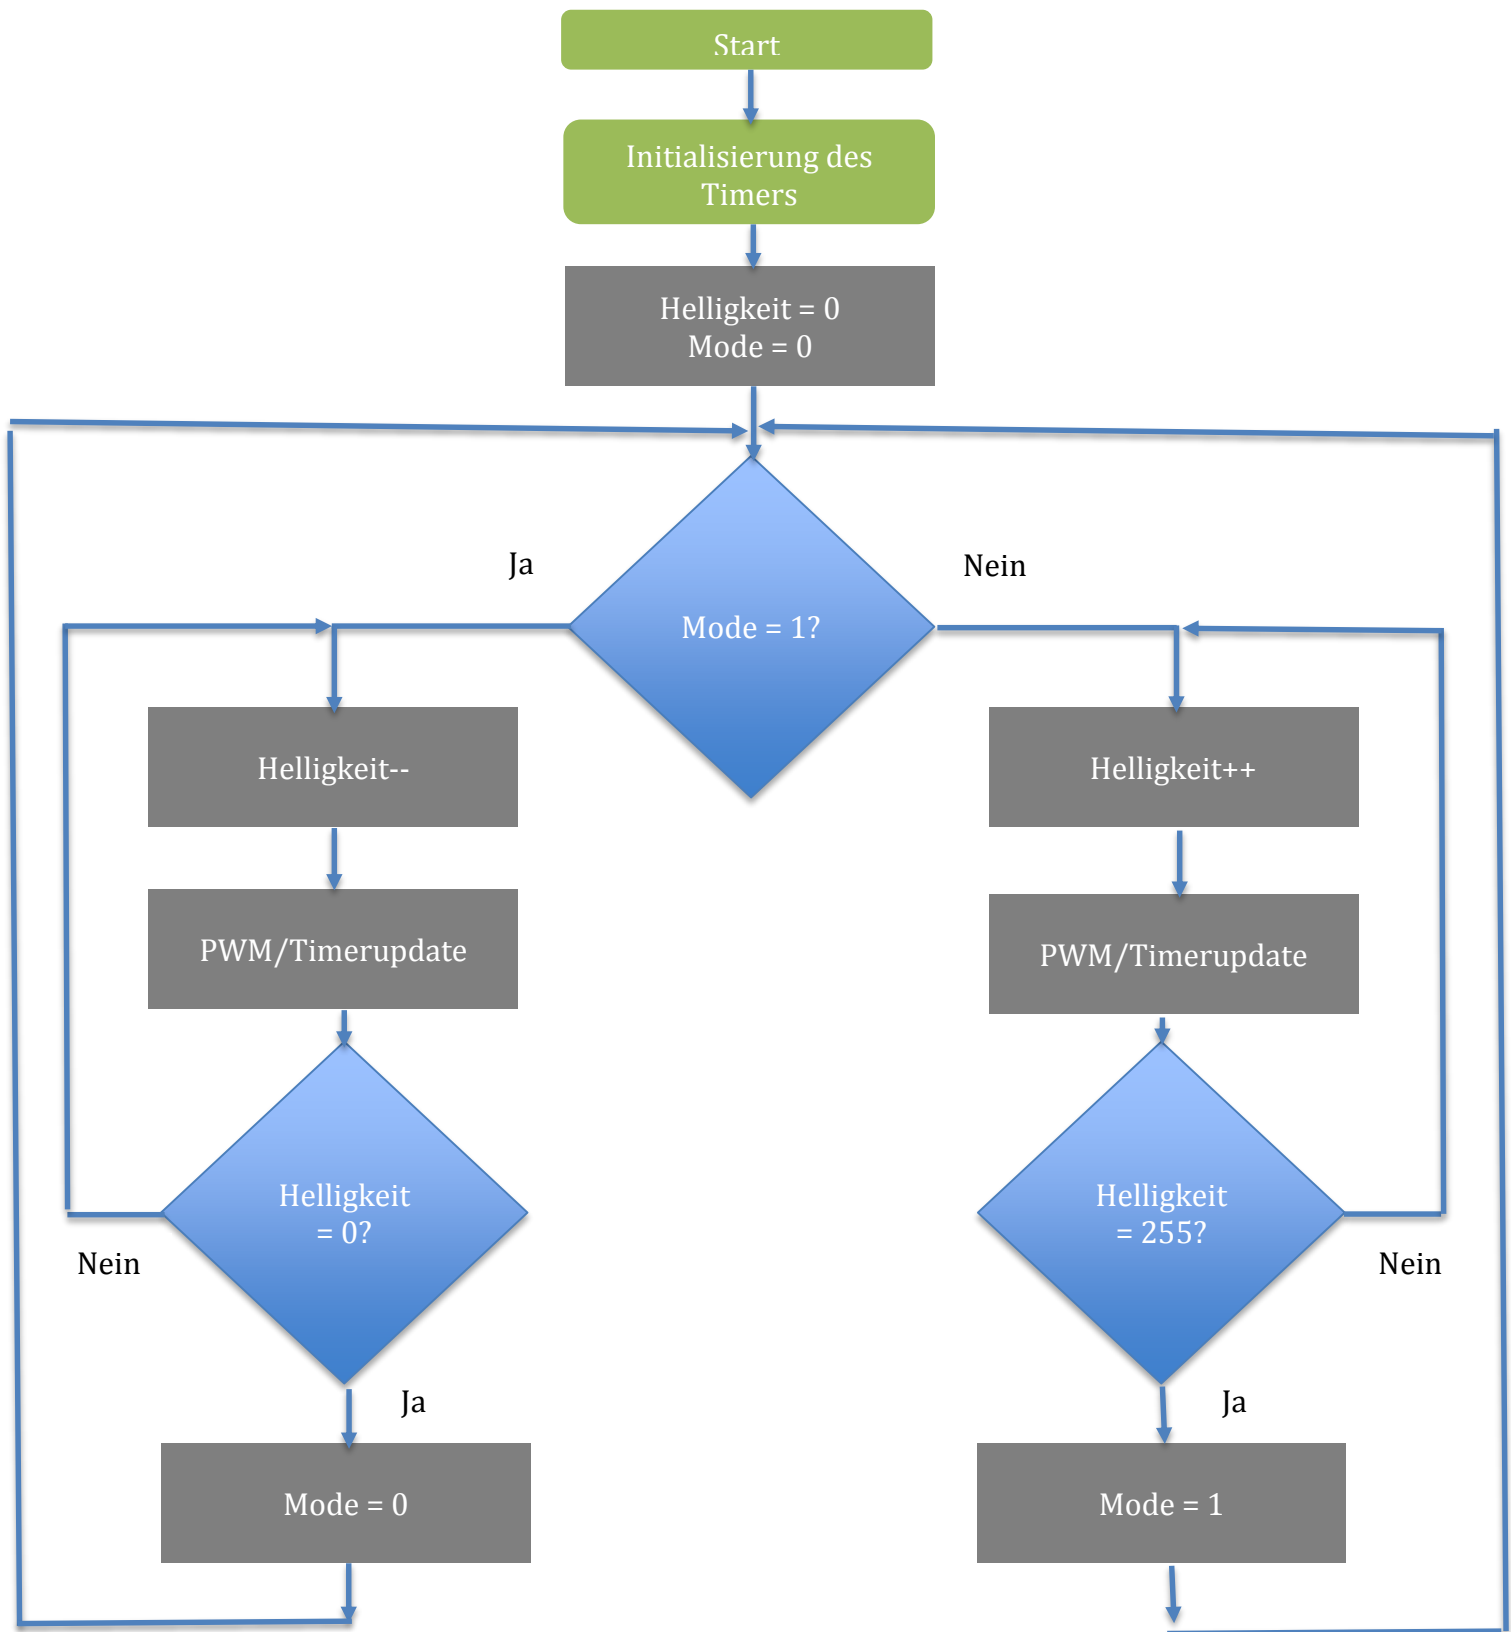 Start
Initialisierung des
Timers
Helligkeit = 0
Mode = 0
Ja
Nein
Mode = 1?
Helligkeit--
Helligkeit++
PWM/Timerupdate
PWM/Timerupdate
Helligkeit
= 0?
Helligkeit
= 255?
Nein
Nein
Ja
Ja
Mode = 0
Mode = 1